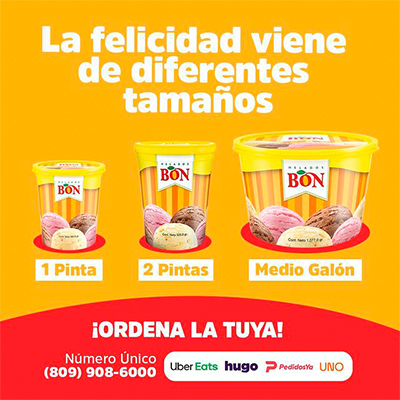 La felicidad viene
de diferentes
tamaños
HELADOS
BON
HELADOS
BON
HELADOS
BON
1 Pinta
2 Pintas
Medio Galón
¡ORDENA LA TUYA!
Número Único
(809) 908-6000
Uber Eats hugo PedidosYa UNO